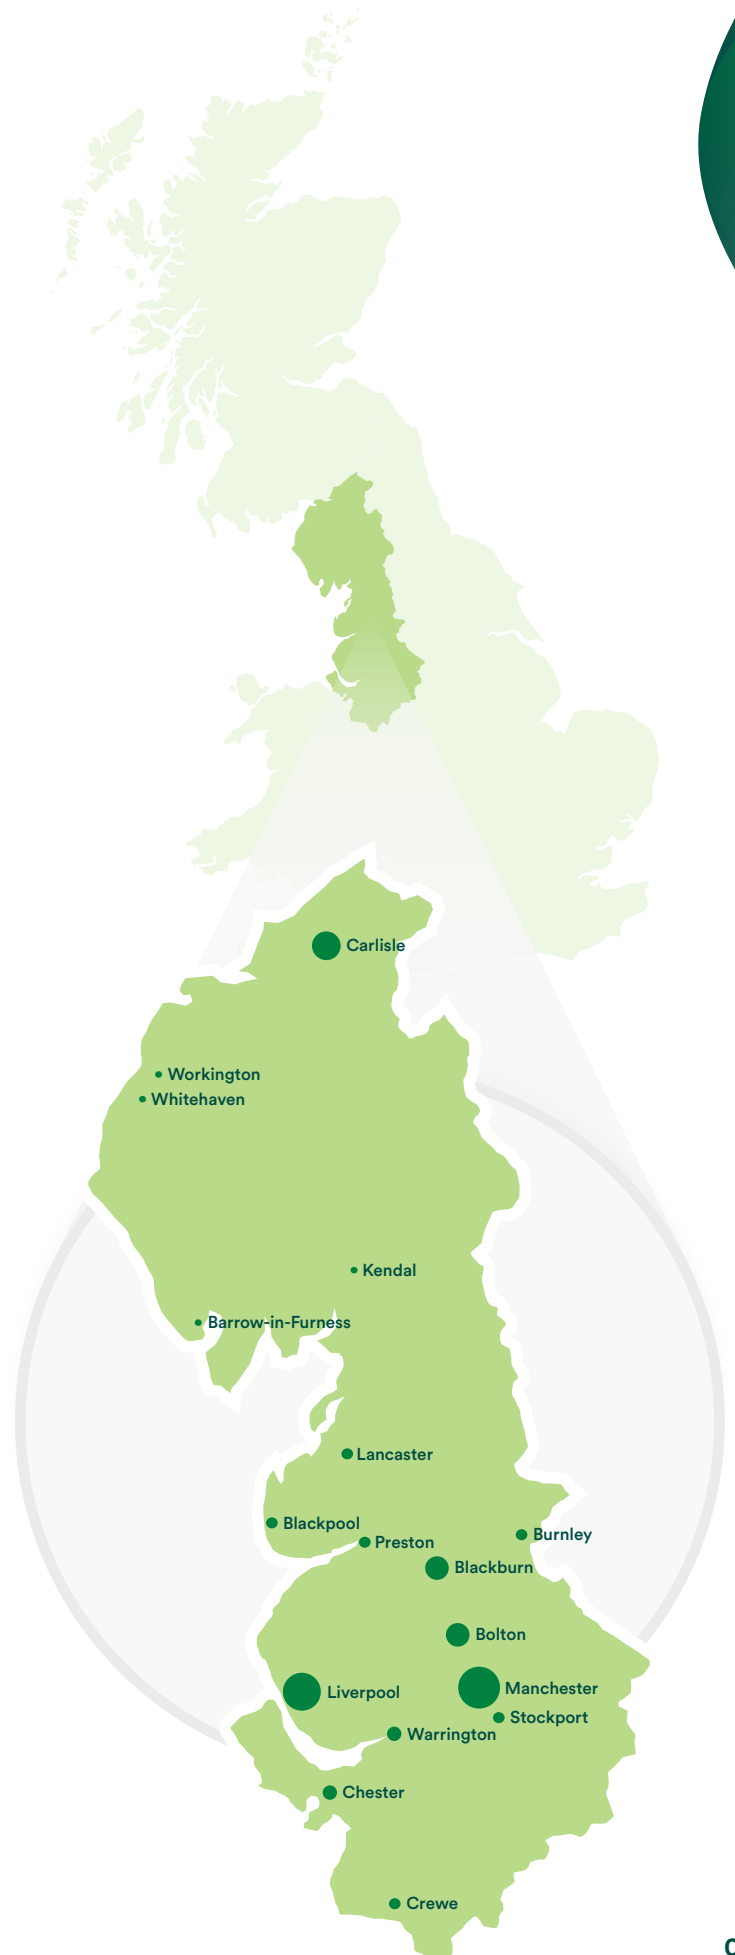 Carlisle
Workington
Whitehaven
Kendal
Barrow-in-Furness
Lancaster
Blackpool
Burnley
Preston
Blackburn
Bolton
Manchester
Liverpool
Stockport
Warrington
Chester
Crewe